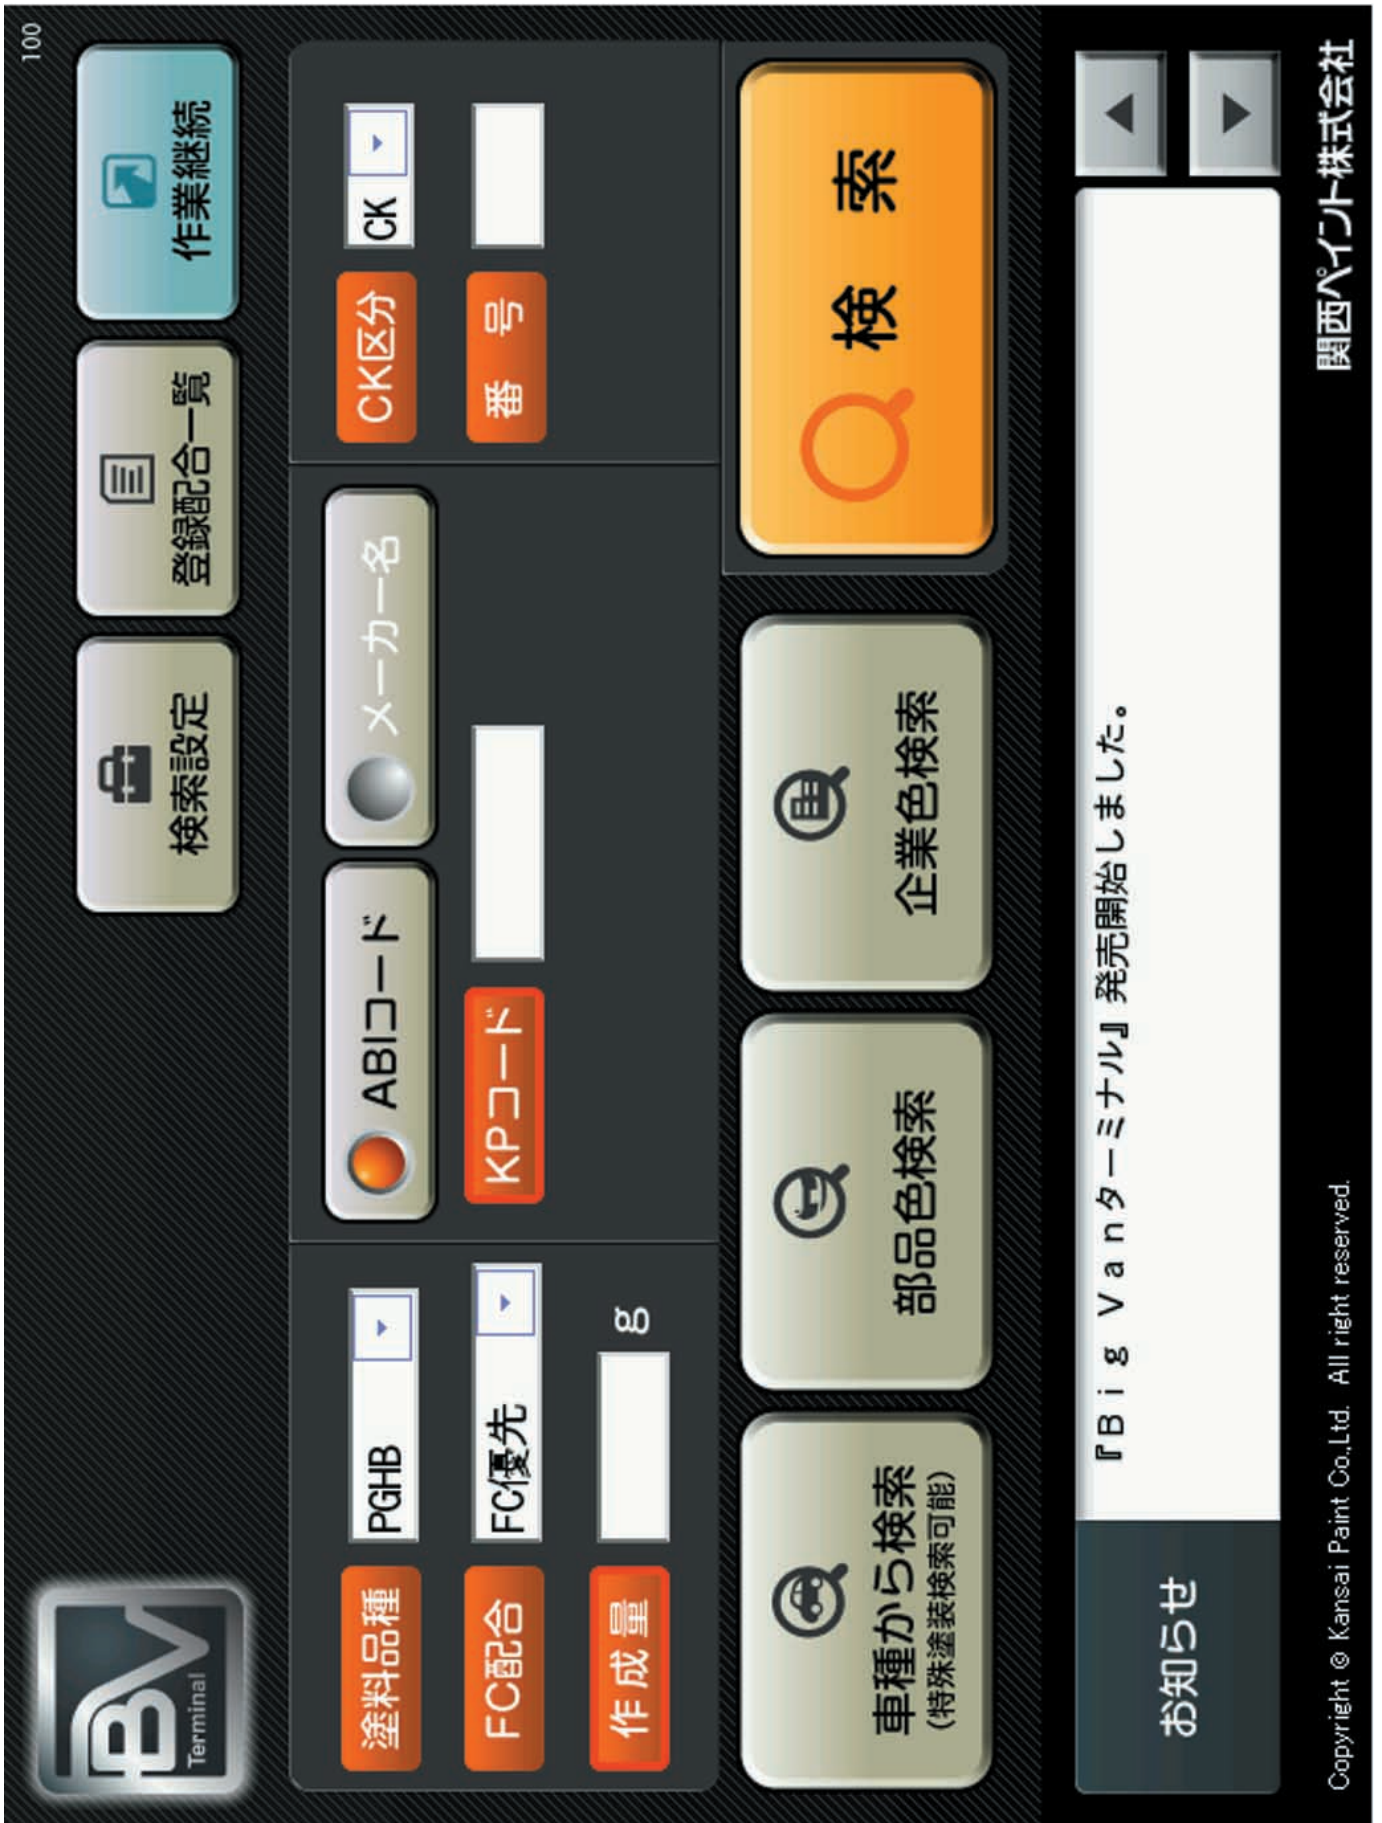 100
BV
Terminal
検索設定
登録配合一覧
作業継続
塗料品種
PGHB
FC配合
FC優先
作成量
g
ABIコード
メーカー名
KPコード
CK区分
CK
番 号
車種から検索
(特殊塗装検索可能)
部品色検索
企業色検索
検 索
お知らせ
『Big Vanターミナル』発売開始しました。
Copyright © Kansai Paint Co.,Ltd. All right reserved.
関西ペイント株式会社